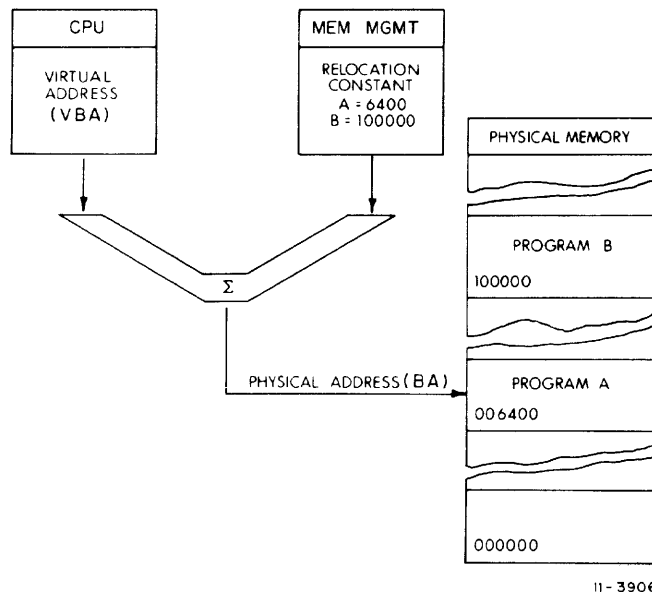 CPU
VIRTUAL
ADDRESS
(VBA)
MEM MGMT
RELOCATION
CONSTANT
A = 6400
B = 100000
PHYSICAL MEMORY
PROGRAM B
100000
Σ
PHYSICAL ADDRESS (BA)
PROGRAM A
006400
000000
11-3906